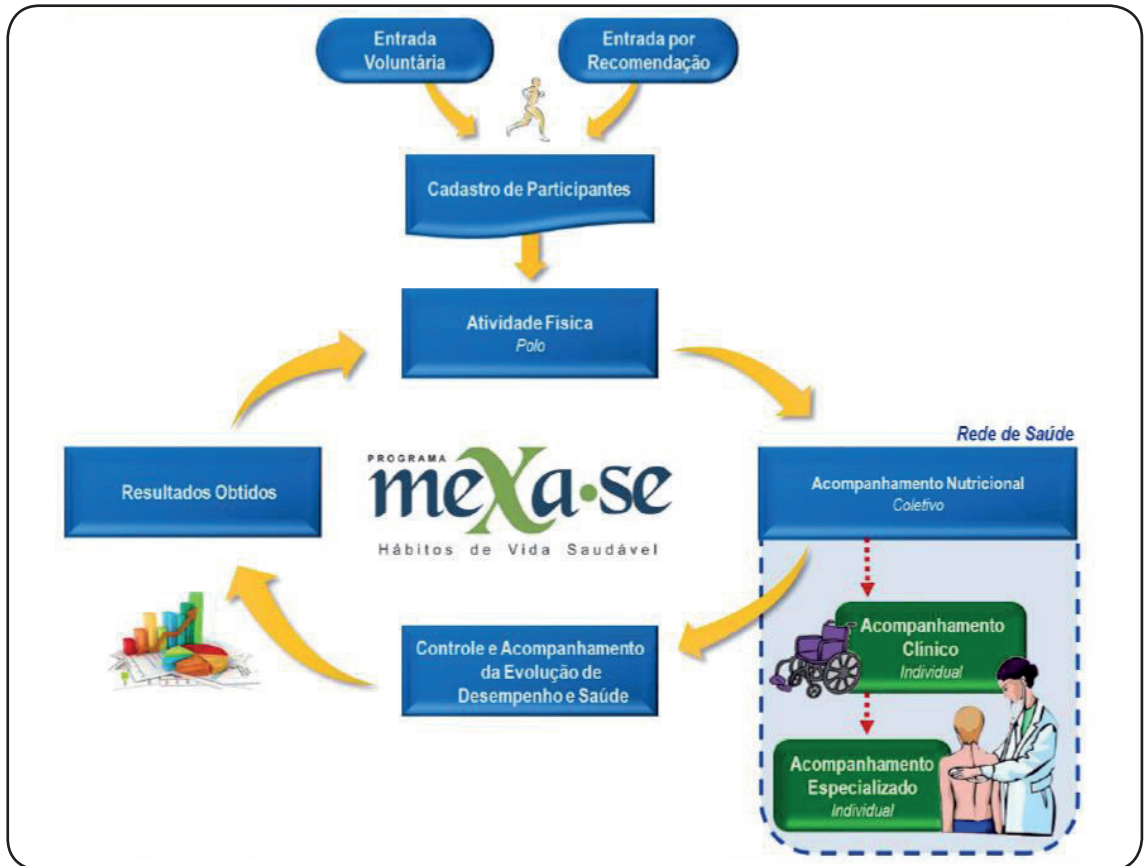 Entrada
Voluntária
Entrada por
Recomendação
Cadastro de Participantes
Atividade Física
Polo
Rede de Saúde
Acompanhamento Nutricional
Coletivo
Resultados Obtidos
PROGRAMA
meXa•se
Hábitos de Vida Saudável
Acompanhamento
Clínico
Individual
Controle e Acompanhamento
da Evolução de
Desempenho e Saúde
Acompanhamento
Especializado
Individual